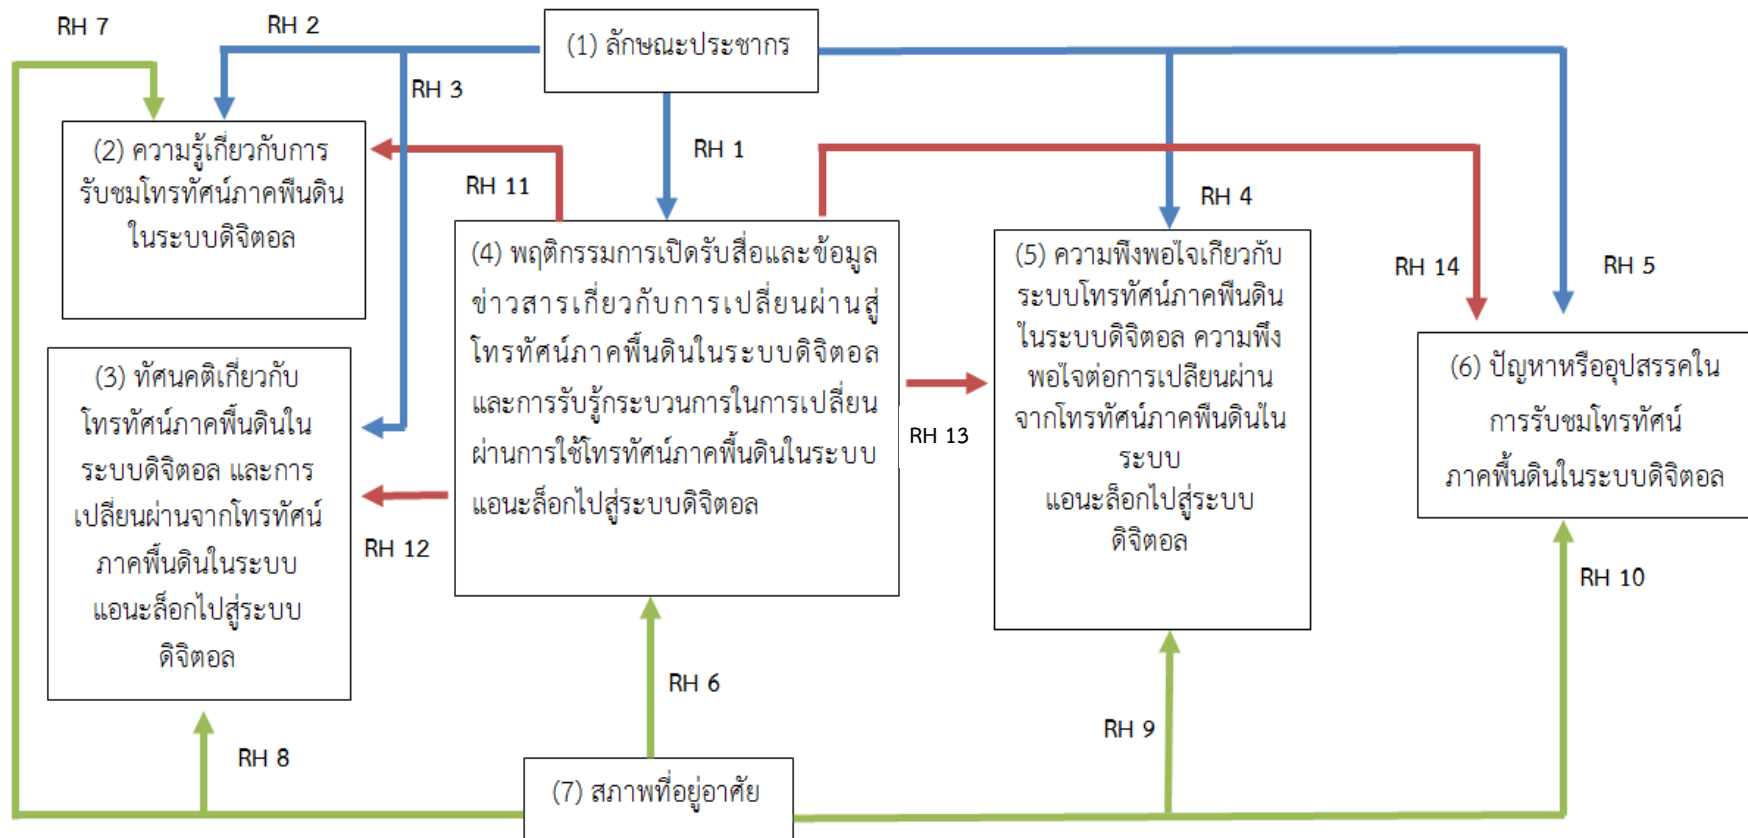 RH 7
RH 2
(1) ลักษณะประชากร
RH 3
RH 1
(2) ความรู้เกี่ยวกับการ
รับชมโทรทัศน์ภาคพื้นดิน
ในระบบดิจิตอล
RH 11
RH 4
(4) พฤติกรรมการเปิดรับสื่อและข้อมูล
ข่าวสารเกี่ยวกับการเปลี่ยนผ่านสู่
โทรทัศน์ภาคพื้นดินในระบบดิจิตอล
และการรับรู้กระบวนการในการเปลี่ยน
ผ่านการใช้โทรทัศน์ภาคพื้นดินในระบบ
แอนะล็อกไปสู่ระบบดิจิตอล
(5) ความพึงพอใจเกี่ยวกับ
ระบบโทรทัศน์ภาคพื้นดิน
ในระบบดิจิตอล ความพึง
พอใจต่อการเปลี่ยนผ่าน
จากโทรทัศน์ภาคพื้นดินใน
ระบบ
แอนะล็อกไปสู่ระบบ
ดิจิตอล
RH 14
RH 5
(3) ทัศนคติเกี่ยวกับ
โทรทัศน์ภาคพื้นดินใน
ระบบดิจิตอล และการ
เปลี่ยนผ่านจากโทรทัศน์
ภาคพื้นดินในระบบ
แอนะล็อกไปสู่ระบบ
ดิจิตอล
(6) ปัญหาหรืออุปสรรคใน
การรับชมโทรทัศน์
ภาคพื้นดินในระบบดิจิตอล
RH 13
RH 12
RH 10
RH 6
RH 9
RH 8
(7) สภาพที่อยู่อาศัย